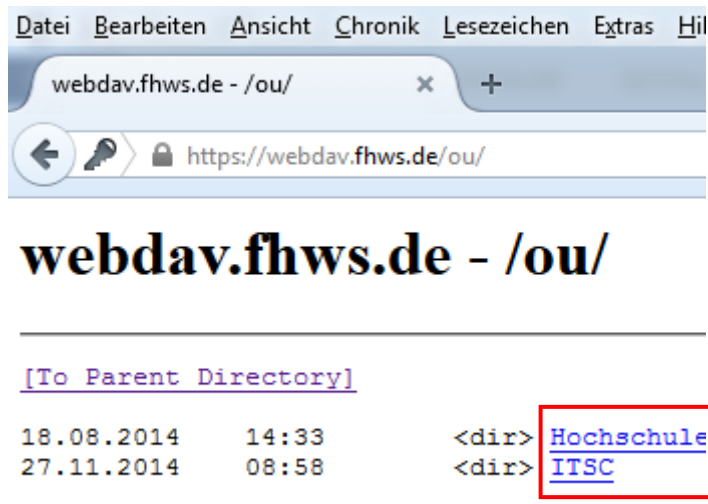 Datei Bearbeiten Ansicht Chronik Lesezeichen Extras
webdav.fhws.de - /ou/ × +
https://webdav.fhws.de/ou/
webdav.fhws.de - /ou/
[To Parent Directory]
18.08.2014 14:33 <dir> Hochschule
27.11.2014 08:58 <dir> ITSC